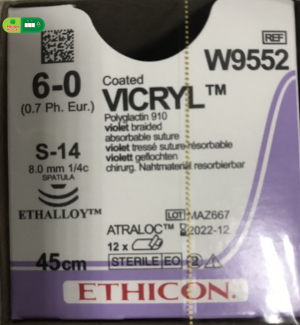 REF
W9552
6-0
(0.7 Ph. Eur.)
Coated
VICRYL™
Polyglactin 910
violet braided
absorbable suture
violet tressé suture résorbable
violett geflochten
chirurg. Nahtmaterial resorbierbar
S-14
8.0 mm 1/4c
SPATULA
ETHALLOY™
LOT MAZ667
ATRALOC™ 2022-12
12 x
45cm
STERILE EO 2
ETHICON